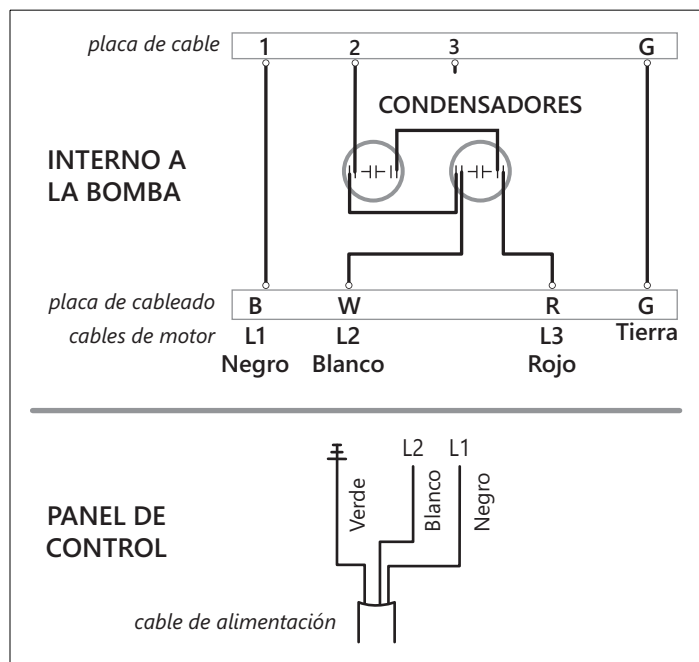 placa de cable 1 2 3 G
CONDENSADORES
INTERNO A
LA BOMBA
placa de cableado B W R G
cables de motor L1 L2 L3 Tierra
Negro Blanco Rojo
L2 L1
Verde
Blanco
Negro
PANEL DE
CONTROL
cable de alimentación